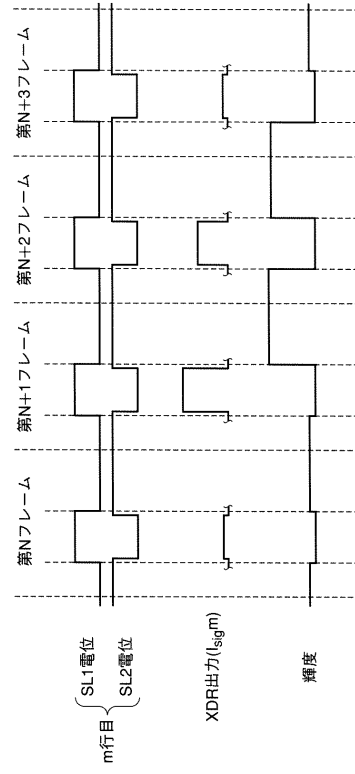 第Nフレーム
第N+1フレーム
第N+2フレーム
第N+3フレーム
m行目
SL1電位
SL2電位
XDR出力(Isigm)
輝度